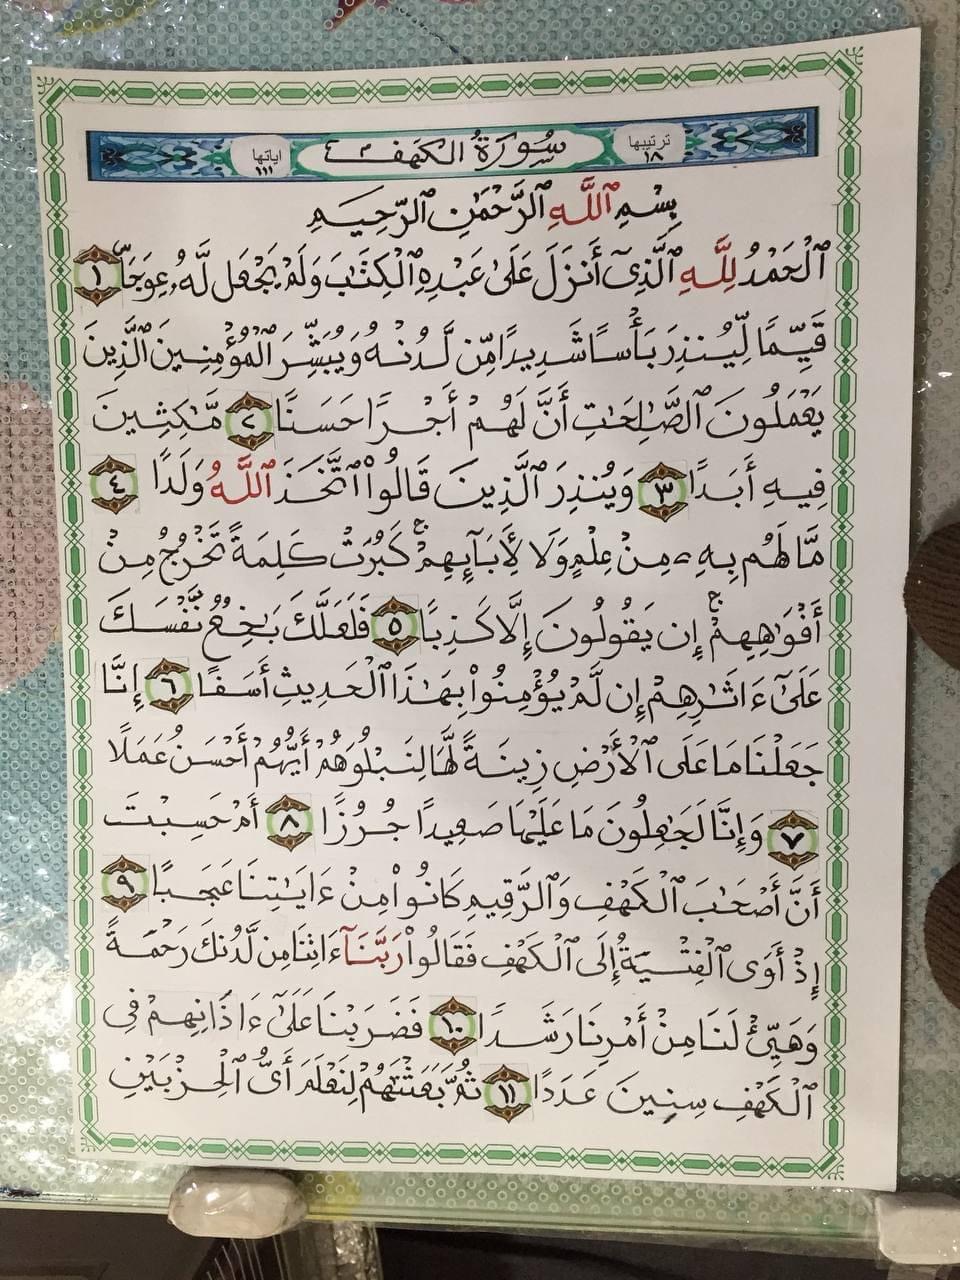 ترتيبها ١٨ سُورَةُ الكهف اياتها ١١١
بِسْمِ ٱللَّهِ ٱلرَّحْمَٰنِ ٱلرَّحِيمِ
ٱلْحَمْدُ لِلَّهِ ٱلَّذِىٓ أَنزَلَ عَلَىٰ عَبْدِهِ ٱلْكِتَٰبَ وَلَمْ يَجْعَل لَّهُۥ عِوَجَاۜ ١
قَيِّمًا لِّيُنذِرَ بَأْسًا شَدِيدًا مِّن لَّدُنْهُ وَيُبَشِّرَ ٱلْمُؤْمِنِينَ ٱلَّذِينَ
يَعْمَلُونَ ٱلصَّٰلِحَٰتِ أَنَّ لَهُمْ أَجْرًا حَسَنًا ٢ مَّٰكِثِينَ
فِيهِ أَبَدًا ٣ وَيُنذِرَ ٱلَّذِينَ قَالُوا۟ ٱتَّخَذَ ٱللَّهُ وَلَدًا ٤
مَّا لَهُم بِهِۦ مِنْ عِلْمٍ وَلَا لِأَبَآئِهِمْۚ كَبُرَتْ كَلِمَةً تَخْرُجُ مِنْ
أَفْوَٰهِهِمْۚ إِن يَقُولُونَ إِلَّا كَذِبًا ٥ فَلَعَلَّكَ بَٰخِعٌ نَّفْسَكَ
عَلَىٰٓ ءَاثَٰرِهِمْ إِن لَّمْ يُؤْمِنُوا۟ بِهَٰذَا ٱلْحَدِيثِ أَسَفًا ٦ إِنَّا
جَعَلْنَا مَا عَلَى ٱلْأَرْضِ زِينَةً لَّهَا لِنَبْلُوَهُمْ أَيُّهُمْ أَحْسَنُ عَمَلًا
٧ وَإِنَّا لَجَٰعِلُونَ مَا عَلَيْهَا صَعِيدًا جُرُزًا ٨ أَمْ حَسِبْتَ
أَنَّ أَصْحَٰبَ ٱلْكَهْفِ وَٱلرَّقِيمِ كَانُوا۟ مِنْ ءَايَٰتِنَا عَجَبًا ٩
إِذْ أَوَى ٱلْفِتْيَةُ إِلَى ٱلْكَهْفِ فَقَالُوا۟ رَبَّنَآ ءَاتِنَا مِن لَّدُنكَ رَحْمَةً
وَهَيِّئْ لَنَا مِنْ أَمْرِنَا رَشَدًا ١٠ فَضَرَبْنَا عَلَىٰٓ ءَاذَانِهِمْ فِى
ٱلْكَهْفِ سِنِينَ عَدَدًا ١١ ثُمَّ بَعَثْنَٰهُمْ لِنَعْلَمَ أَىُّ ٱلْحِزْبَيْنِ